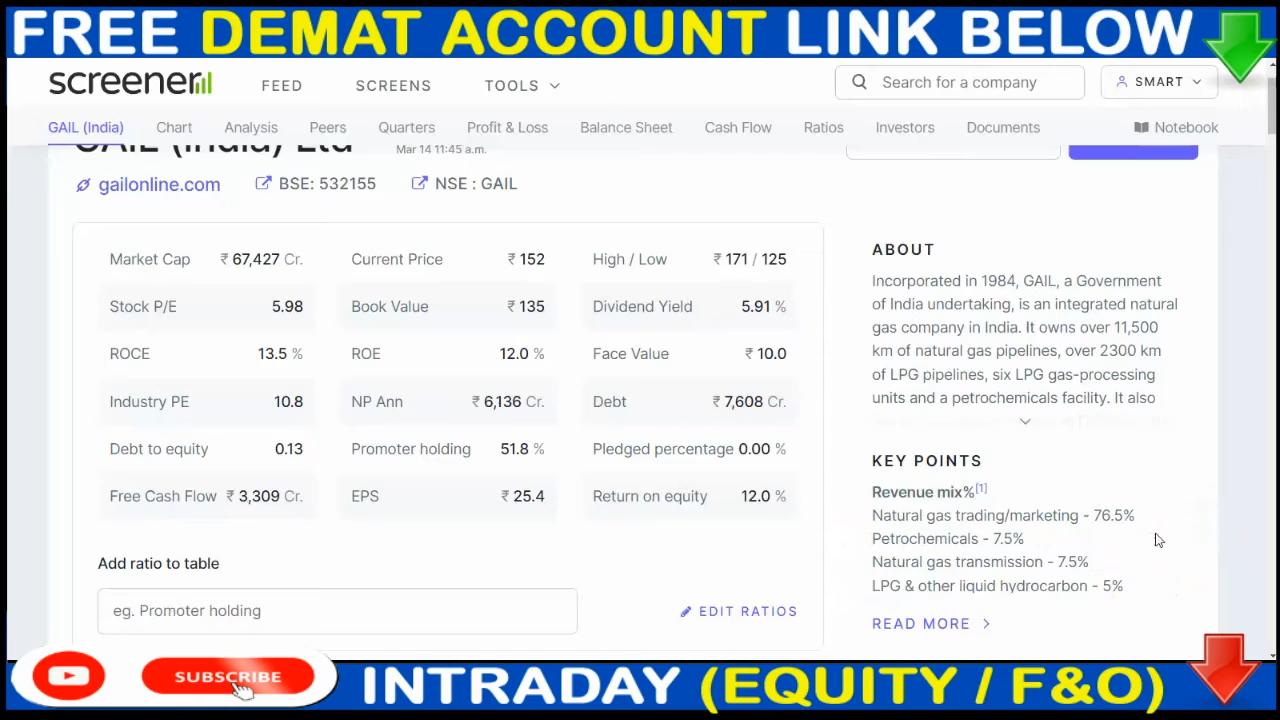 FREE DEMAT ACCOUNT LINK BELOW
screener FEED SCREENS TOOLS Search for a company SMART
GAIL (India) Chart Analysis Peers Quarters Profit & Loss Balance Sheet Cash Flow Ratios Investors Documents Notebook
GAIL (India) Ltd Mar 14 11:45 a.m.
gailonline.com BSE: 532155 NSE : GAIL
Market Cap ₹ 67,427 Cr. Current Price ₹ 152 High / Low ₹ 171 / 125
Stock P/E 5.98 Book Value ₹ 135 Dividend Yield 5.91 %
ROCE 13.5 % ROE 12.0 % Face Value ₹ 10.0
Industry PE 10.8 NP Ann ₹ 6,136 Cr. Debt ₹ 7,608 Cr.
Debt to equity 0.13 Promoter holding 51.8 % Pledged percentage 0.00 %
Free Cash Flow ₹ 3,309 Cr. EPS ₹ 25.4 Return on equity 12.0 %
Add ratio to table
eg. Promoter holding EDIT RATIOS
ABOUT
Incorporated in 1984, GAIL, a Government
of India undertaking, is an integrated natural
gas company in India. It owns over 11,500
km of natural gas pipelines, over 2300 km
of LPG pipelines, six LPG gas-processing
units and a petrochemicals facility. It also
KEY POINTS
Revenue mix%[1]
Natural gas trading/marketing - 76.5%
Petrochemicals - 7.5%
Natural gas transmission - 7.5%
LPG & other liquid hydrocarbon - 5%
READ MORE
SUBSCRIBE
INTRADAY (EQUITY / F&O)